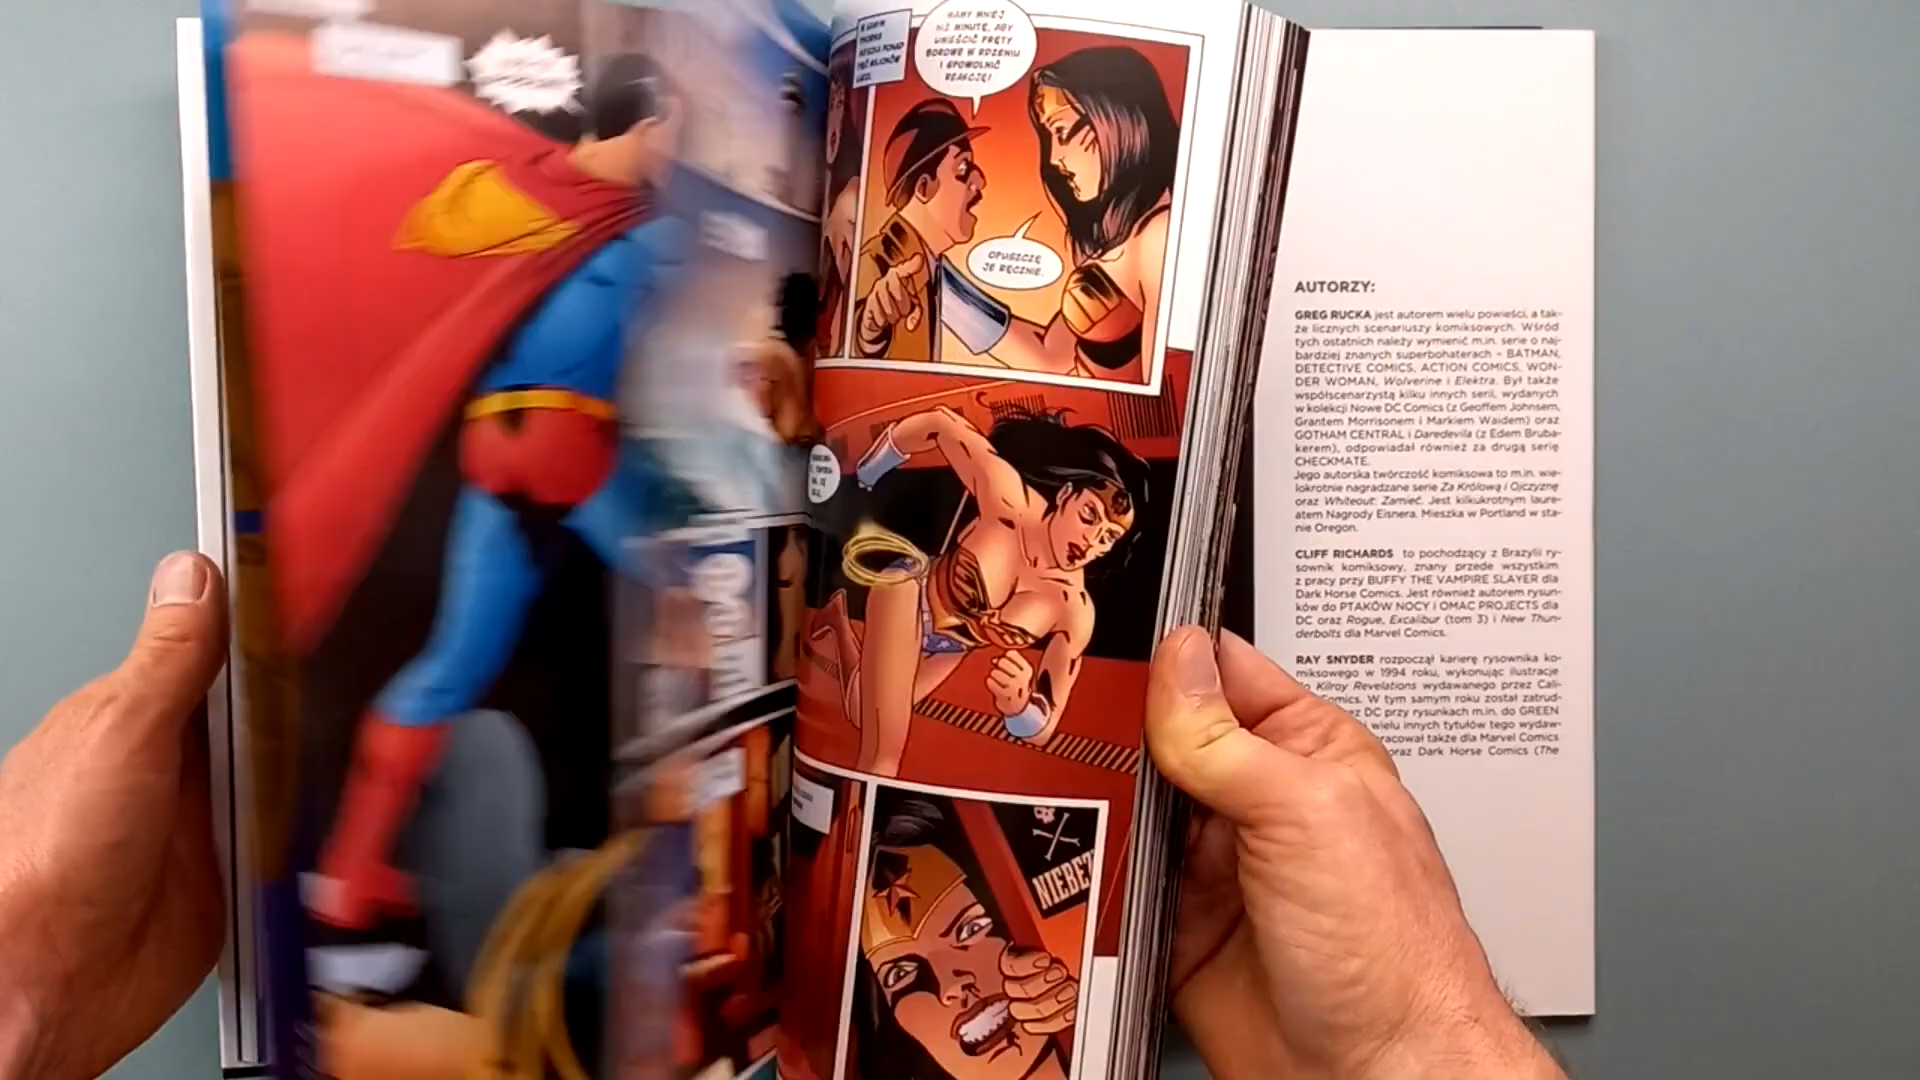 MAMY MNIEJ
NIŻ MINUTĘ, ABY
UMIEŚCIĆ PRĘTY
BOROWE W RDZENIU
I SPOWOLNIĆ
REAKCJĘ!
OPUSZCZĘ
JE RĘCZNIE.
NIEBEZ
AUTORZY:
GREG RUCKA jest autorem wielu powieści, a tak-
że licznych scenariuszy komiksowych. Wśród
tych ostatnich należy wymienić m.in. serie o naj-
bardziej znanych superbohaterach – BATMAN,
DETECTIVE COMICS, ACTION COMICS, WON-
DER WOMAN, Wolverine i Elektra. Był także
współscenarzystą kilku innych serii, wydanych
w kolekcji Nowe DC Comics (z Geoffem Johnsem,
Grantem Morrisonem i Markiem Waidem) oraz
GOTHAM CENTRAL i Daredevila (z Edem Bruba-
kerem), odpowiadał również za drugą serię
CHECKMATE.
Jego autorska twórczość komiksowa to m.in. wie-
lokrotnie nagradzane serie Za Królową i Ojczyznę
oraz Whiteout: Zamieć. Jest kilkukrotnym laure-
atem Nagrody Eisnera. Mieszka w Portland w sta-
nie Oregon.
CLIFF RICHARDS to pochodzący z Brazylii ry-
sownik komiksowy, znany przede wszystkim
z pracy przy BUFFY THE VAMPIRE SLAYER dla
Dark Horse Comics. Jest również autorem rysun-
ków do PTAKÓW NOCY i OMAC PROJECTS dla
DC oraz Rogue, Excalibur (tom 3) i New Thun-
derbolts dla Marvel Comics.
RAY SNYDER rozpoczął karierę rysownika ko-
miksowego w 1994 roku, wykonując ilustracje
do Kilroy Revelations wydawanego przez Cali-
Comics. W tym samym roku został zatrud-
DC przy rysunkach m.in. do GREEN
i wielu innych tytułów tego wydaw-
pracował także dla Marvel Comics
oraz Dark Horse Comics (The